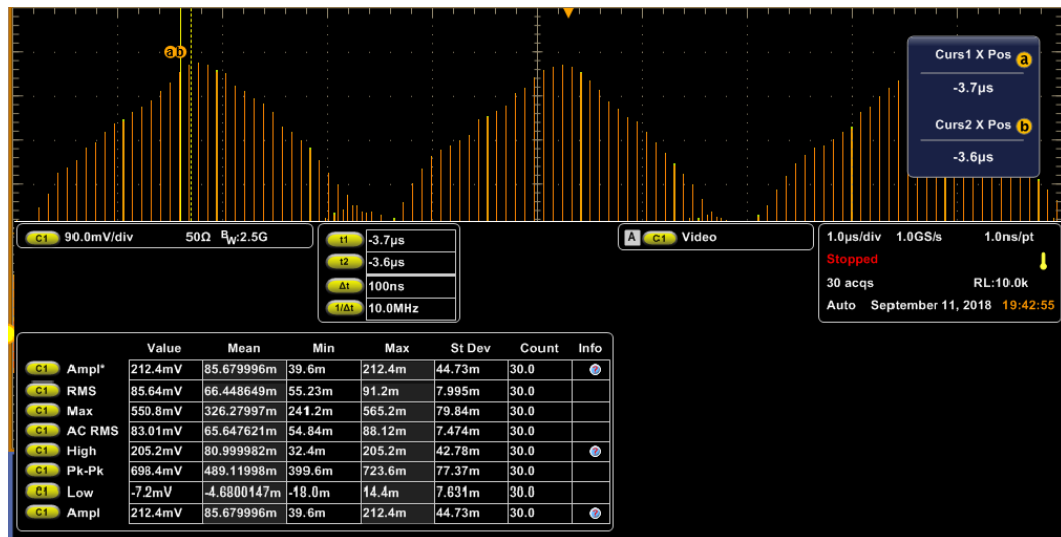 a b
Curs1 X Pos a
-3.7µs
Curs2 X Pos b
-3.6µs
C1 90.0mV/div 50Ω BW:2.5G
t1 -3.7µs
t2 -3.6µs
Δt 100ns
1/Δt 10.0MHz
A C1 Video
1.0µs/div 1.0GS/s 1.0ns/pt
Stopped
30 acqs RL:10.0k
Auto September 11, 2018 19:42:55
Value Mean Min Max St Dev Count Info
C1 Ampl* 212.4mV 85.679996m 39.6m 212.4m 44.73m 30.0
C1 RMS 85.64mV 66.448649m 55.23m 91.2m 7.995m 30.0
C1 Max 550.8mV 326.27997m 241.2m 565.2m 79.84m 30.0
C1 AC RMS 83.01mV 65.647621m 54.84m 88.12m 7.474m 30.0
C1 High 205.2mV 80.999982m 32.4m 205.2m 42.78m 30.0
C1 Pk-Pk 698.4mV 489.11998m 399.6m 723.6m 77.37m 30.0
C1 Low -7.2mV -4.6800147m -18.0m 14.4m 7.631m 30.0
C1 Ampl 212.4mV 85.679996m 39.6m 212.4m 44.73m 30.0